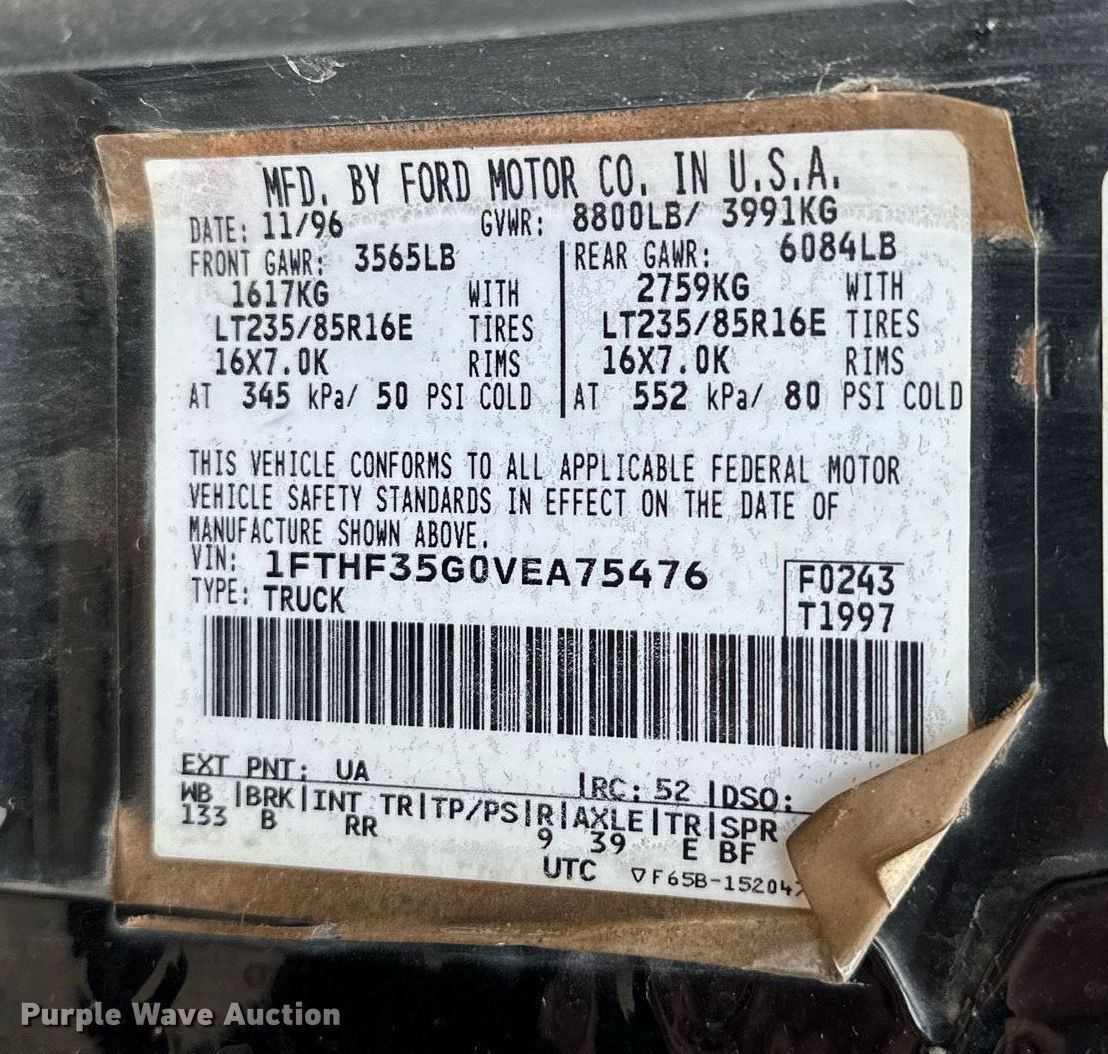 MFD. BY FORD MOTOR CO. IN U.S.A.
DATE: 11/96 GVWR: 8800LB/ 3991KG
FRONT GAWR: 3565LB REAR GAWR: 6084LB
1617KG WITH 2759KG WITH
LT235/85R16E TIRES LT235/85R16E TIRES
16X7.0K RIMS 16X7.0K RIMS
AT 345 kPa/ 50 PSI COLD AT 552 kPa/ 80 PSI COLD
THIS VEHICLE CONFORMS TO ALL APPLICABLE FEDERAL MOTOR
VEHICLE SAFETY STANDARDS IN EFFECT ON THE DATE OF
MANUFACTURE SHOWN ABOVE.
VIN: 1FTHF35G0VEA75476 F0243
TYPE: TRUCK T1997
EXT PNT: UA RC: 52 DSO:
WB BRK INT TR TP/PS R AXLE TR SPR
133 B RR 9 39 E BF
UTC ▽F65B-15204
Purple Wave Auction